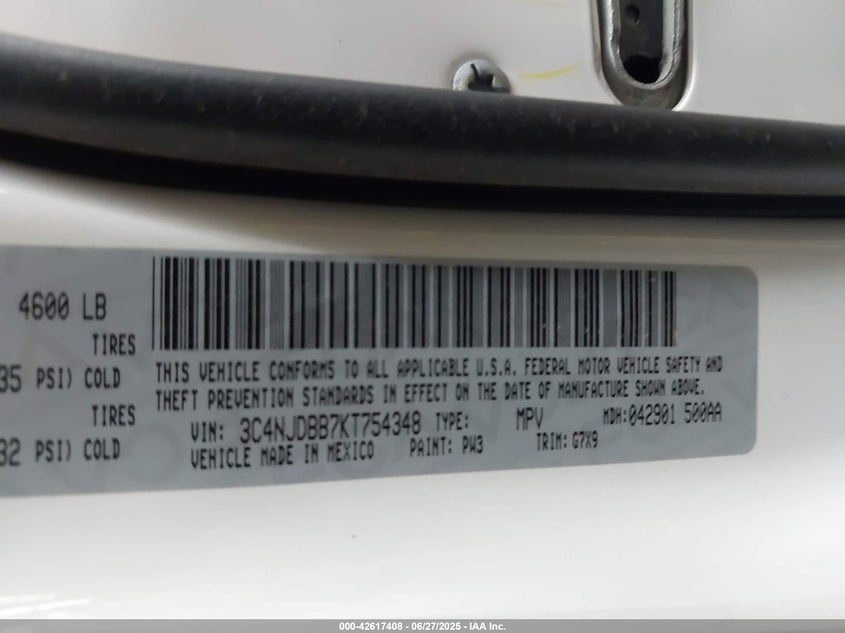 4600 LB
TIRES
35 PSI) COLD
TIRES
32 PSI) COLD
THIS VEHICLE CONFORMS TO ALL APPLICABLE U.S.A. FEDERAL MOTOR VEHICLE SAFETY AND
THEFT PREVENTION STANDARDS IN EFFECT ON THE DATE OF MANUFACTURE SHOWN ABOVE.
VIN: 3C4NJDBB7KT754348 TYPE: MPV MDH:042901 500AA
VEHICLE MADE IN MEXICO PAINT: PW3 TRIM: G7X9
000-42617408 - 06/27/2025 - IAA Inc.